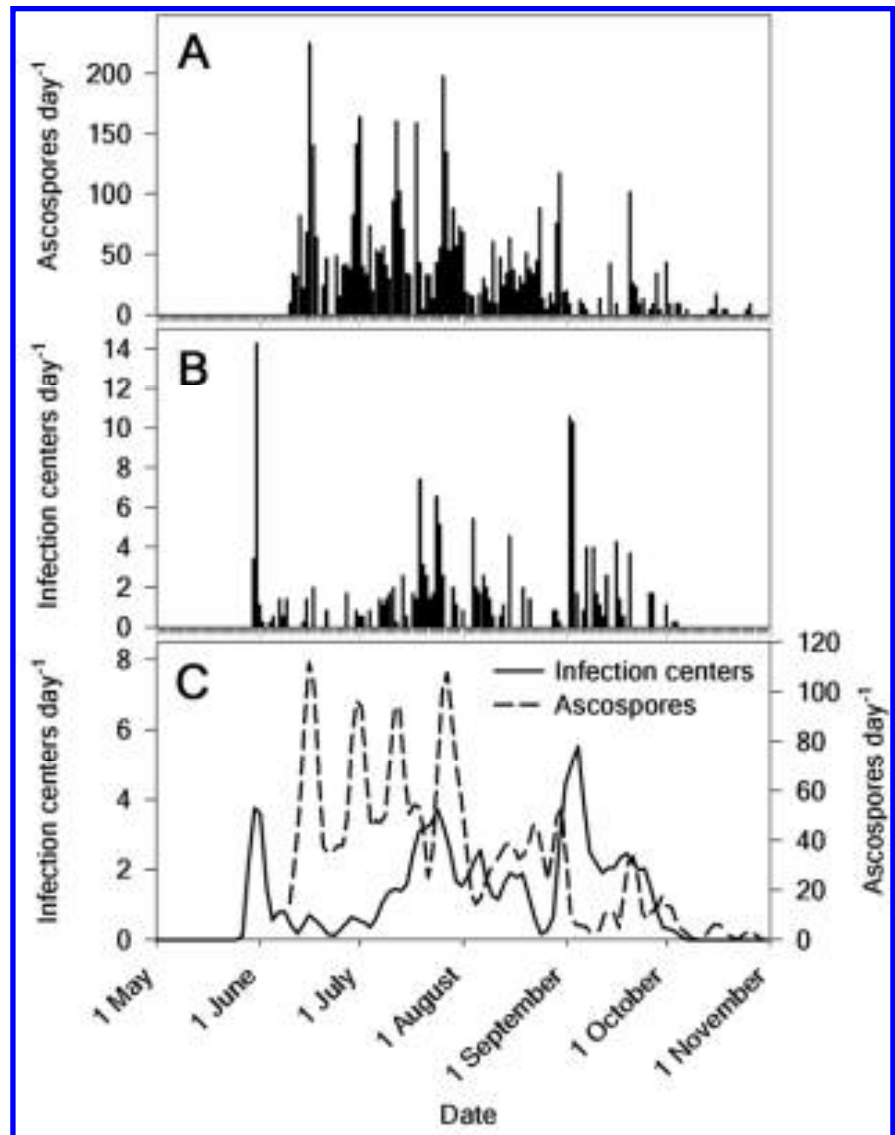 A
Ascospores day-1
200
150
100
50
0
B
Infection centers day-1
14
12
10
8
6
4
2
0
C
Infection centers day-1
8
6
4
2
0
Infection centers
Ascospores
120
100
80
60
40
20
0
Ascospores day-1
1 May
1 June
1 July
1 August
1 September
1 October
1 November
Date